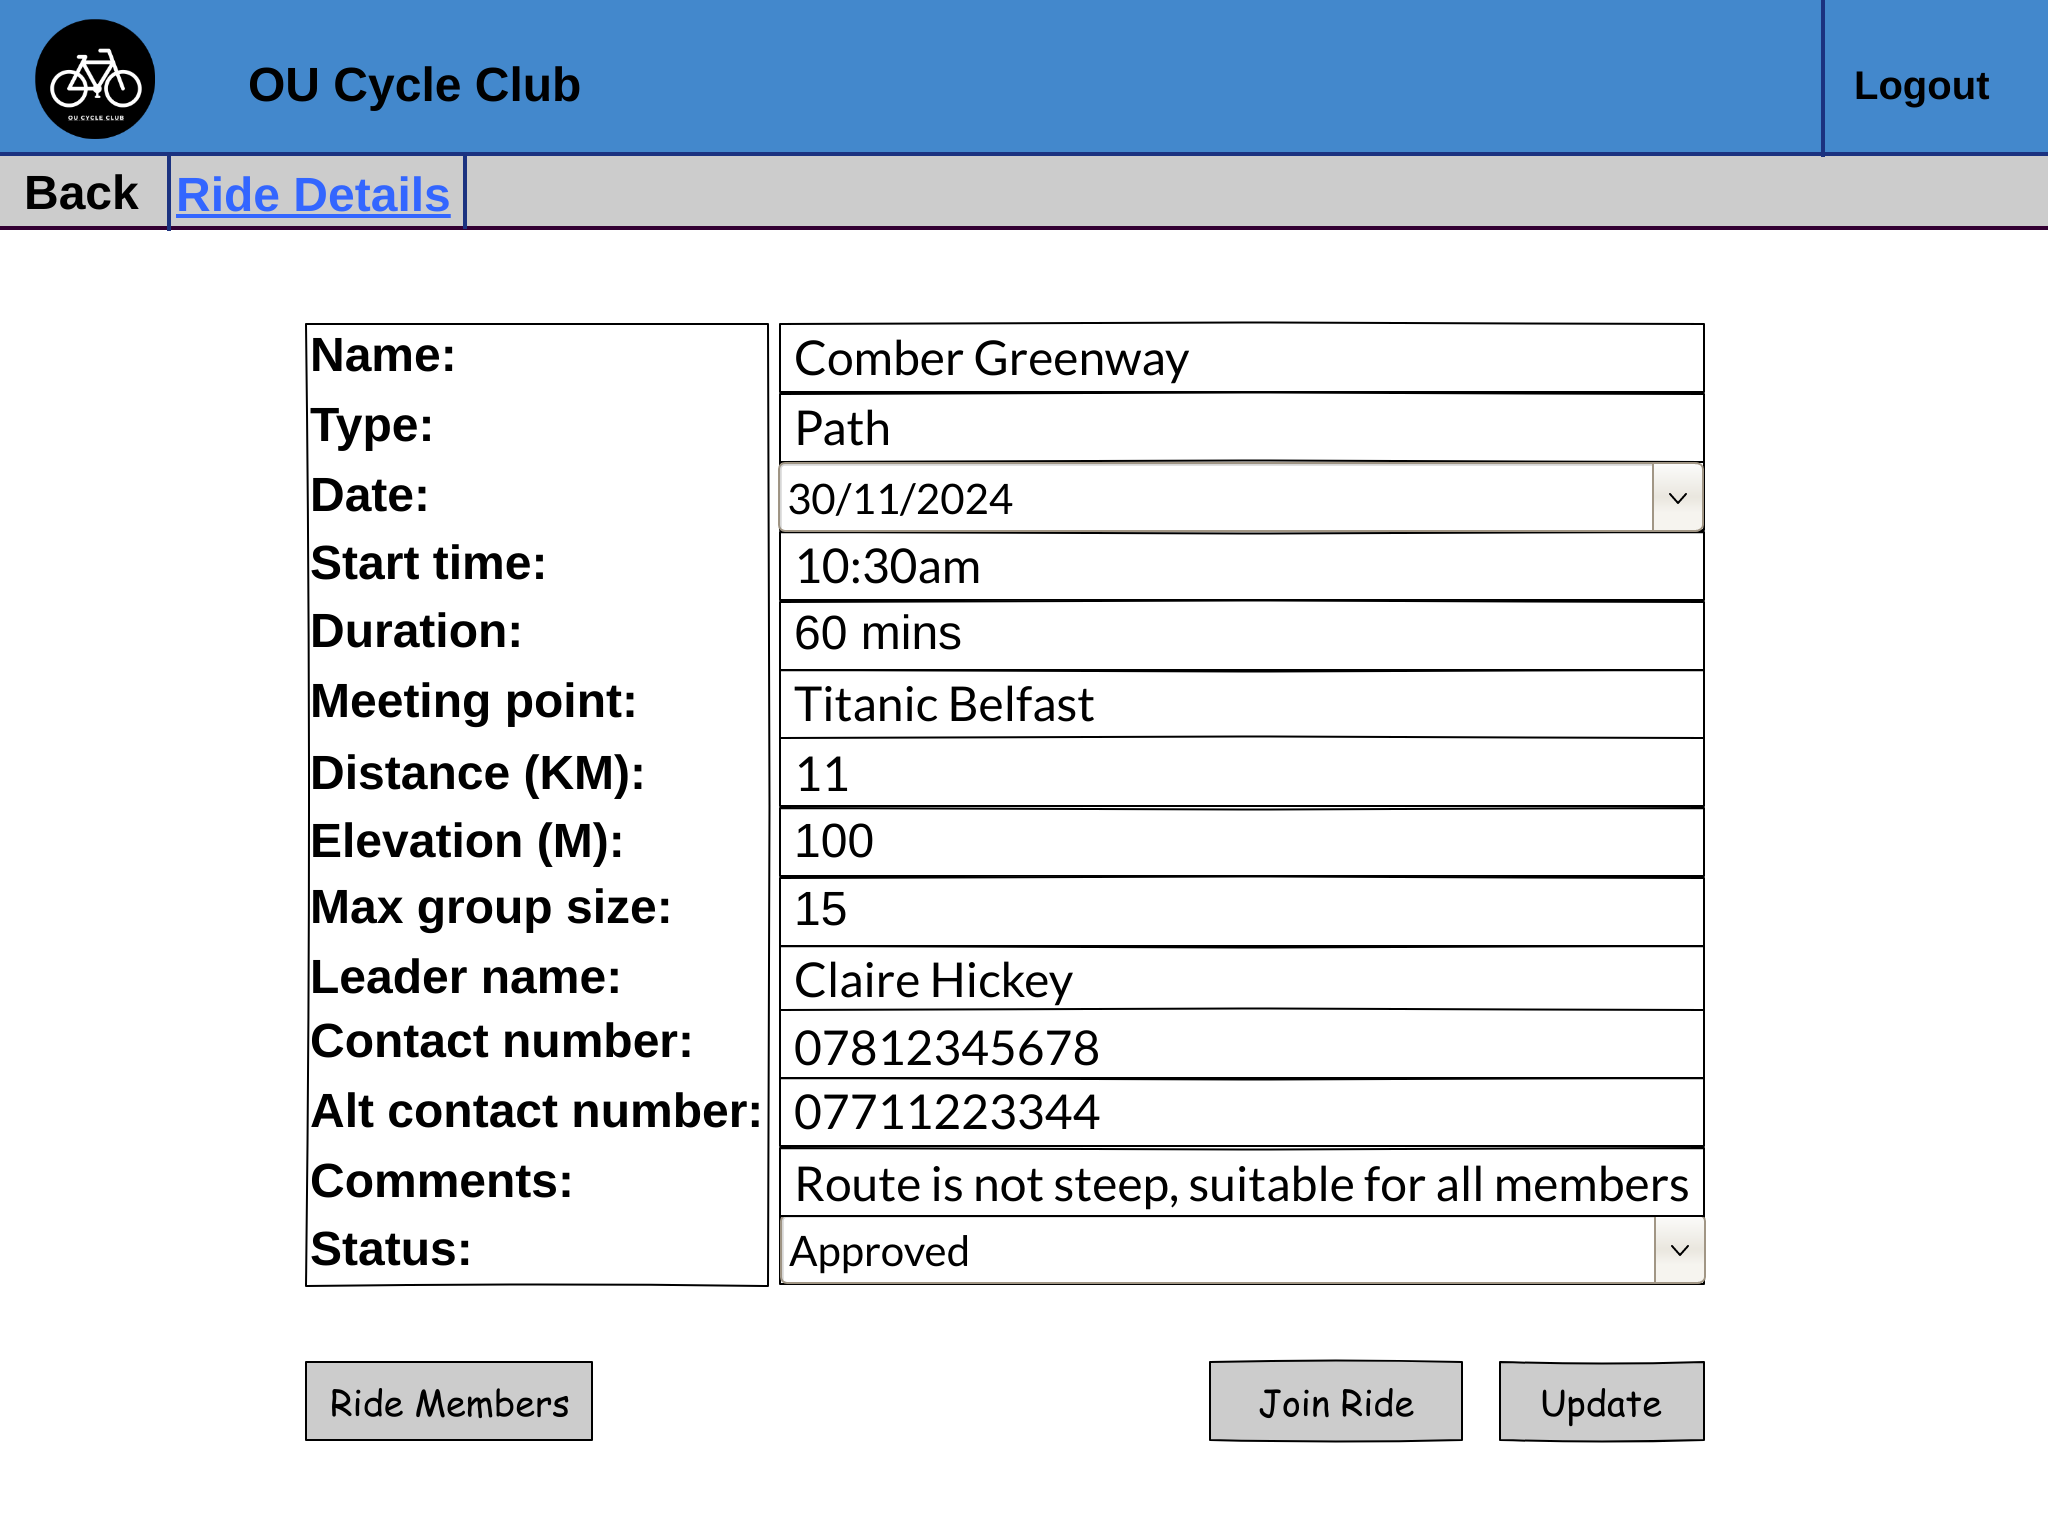 OU CYCLE CLUB
OU Cycle Club
Logout
Back
Ride Details
Name: Comber Greenway
Type: Path
Date: 30/11/2024
Start time: 10:30am
Duration: 60 mins
Meeting point: Titanic Belfast
Distance (KM): 11
Elevation (M): 100
Max group size: 15
Leader name: Claire Hickey
Contact number: 07812345678
Alt contact number: 07711223344
Comments: Route is not steep, suitable for all members
Status: Approved
Ride Members
Join Ride
Update